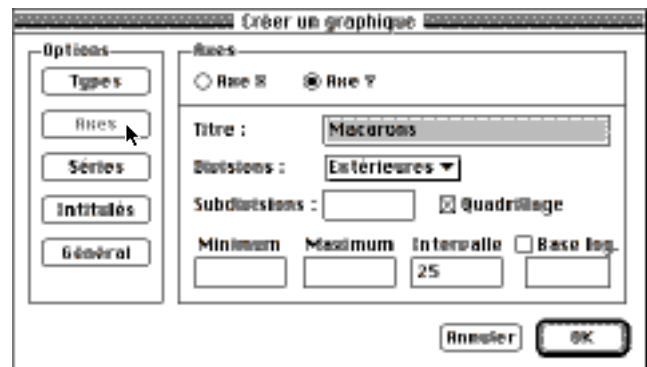 Créer un graphique
Options
Types
Axes
Séries
Intitulés
Général
Axes
Axe X
Axe Y
Titre :
Macarons
Divisions :
Extérieures
Subdivisions :
Quadrillage
Minimum
Maximum
Intervalle
Base log.
25
Annuler
OK